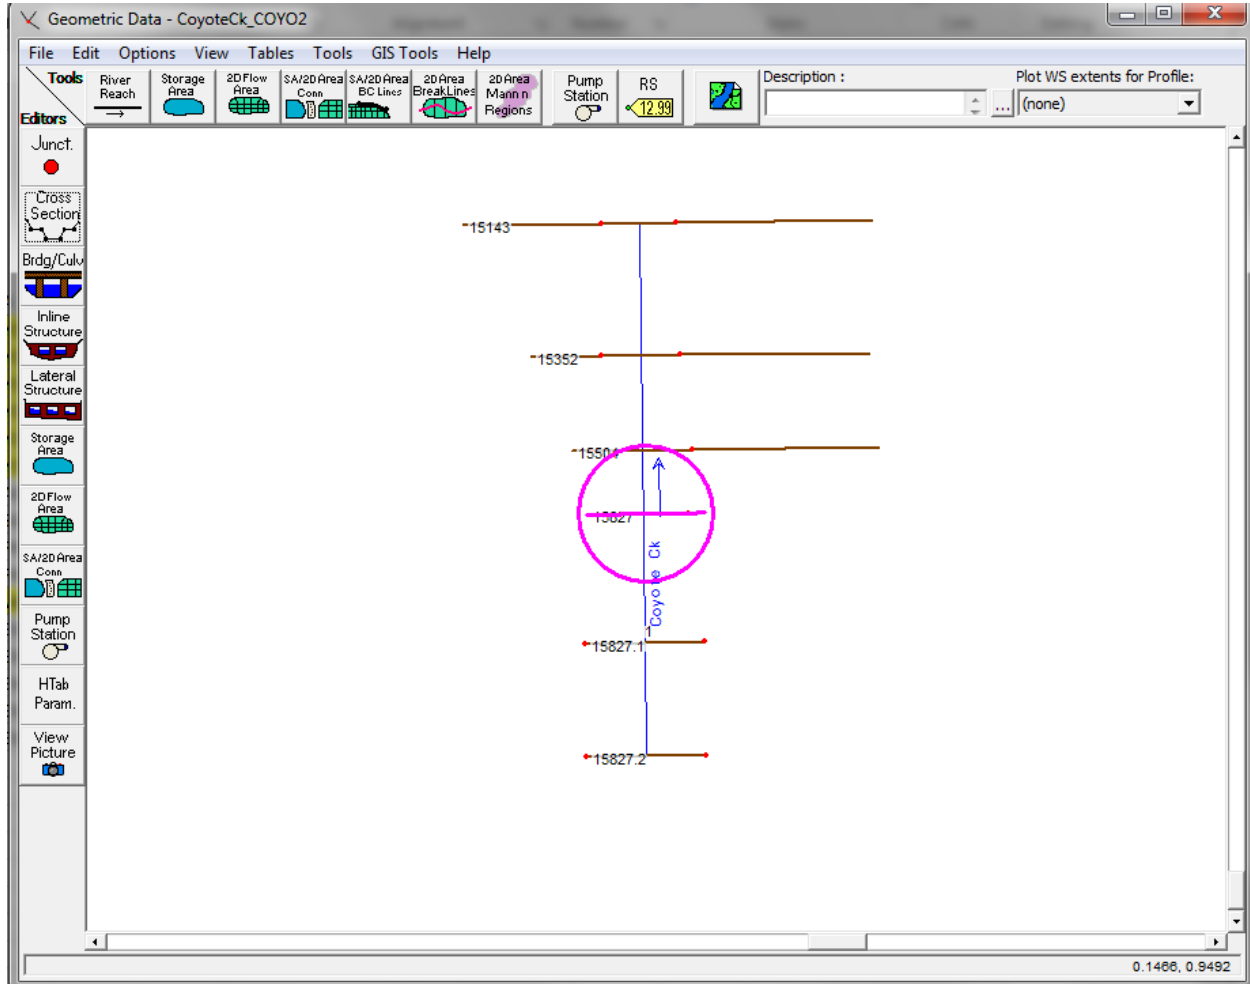 Geometric Data - CoyoteCk_COYO2
File Edit Options View Tables Tools GIS Tools Help
Tools
Editors
River
Reach
Storage
Area
2D Flow
Area
SA/2D Area
Conn
SA/2D Area
BC Lines
2D Area
BreakLines
2D Area
Mann n
Regions
Pump
Station
RS
12.99
Description :
...
Plot WS extents for Profile:
(none)
Junct.
Cross
Section
Brdg/Culv
Inline
Structure
Lateral
Structure
Storage
Area
2D Flow
Area
SA/2D Area
Conn
Pump
Station
HTab
Param.
View
Picture
15143
15352
15504
15827
Coyote Ck
1
15827.1
15827.2
0.1466, 0.9492